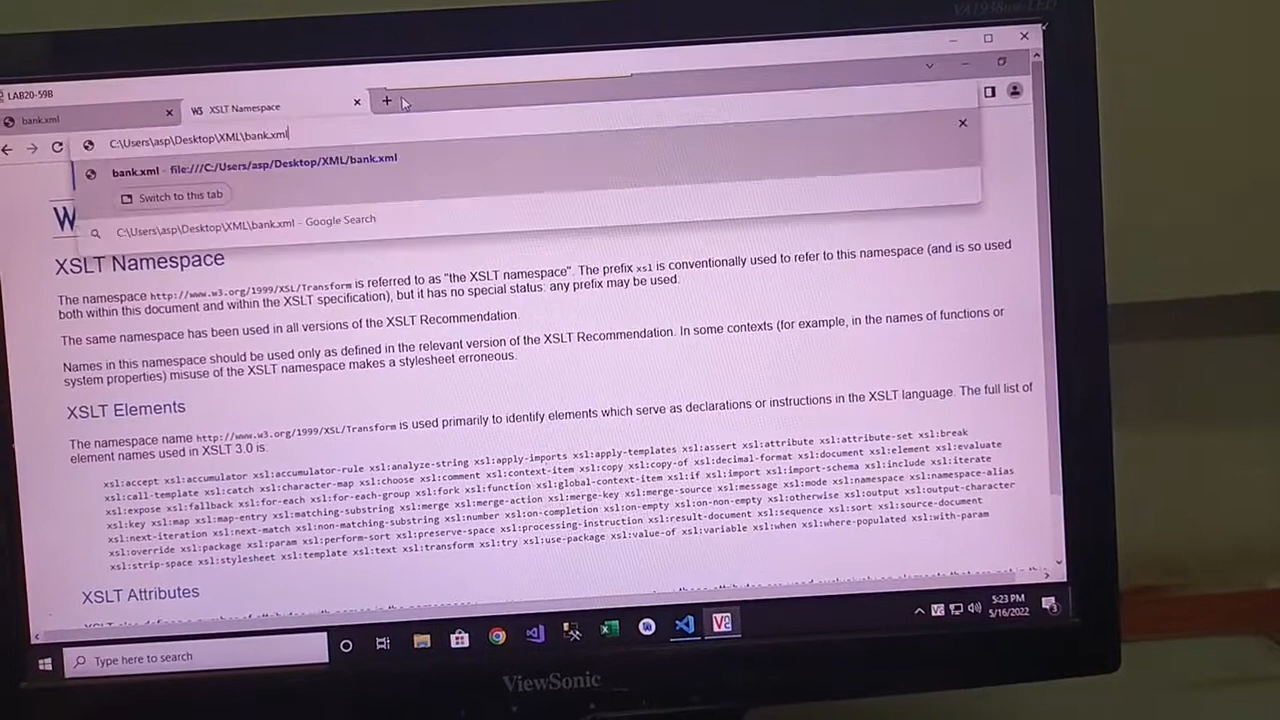 VA1938wa-LED
LAB20-59B
bank.xml
W3 XSLT Namespace
C:\Users\asp\Desktop\XML\bank.xml
bank.xml - file:///C:/Users/asp/Desktop/XML/bank.xml
Switch to this tab
C:\Users\asp\Desktop\XML\bank.xml - Google Search
W
XSLT Namespace
The namespace http://www.w3.org/1999/XSL/Transform is referred to as "the XSLT namespace". The prefix xsl is conventionally used to refer to this namespace (and is so used
both within this document and within the XSLT specification), but it has no special status: any prefix may be used.
The same namespace has been used in all versions of the XSLT Recommendation.
Names in this namespace should be used only as defined in the relevant version of the XSLT Recommendation. In some contexts (for example, in the names of functions or
system properties) misuse of the XSLT namespace makes a stylesheet erroneous.
XSLT Elements
The namespace name http://www.w3.org/1999/XSL/Transform is used primarily to identify elements which serve as declarations or instructions in the XSLT language. The full list of
element names used in XSLT 3.0 is:
xsl:accept xsl:accumulator xsl:accumulator-rule xsl:analyze-string xsl:apply-imports xsl:apply-templates xsl:assert xsl:attribute xsl:attribute-set xsl:break
xsl:call-template xsl:catch xsl:character-map xsl:choose xsl:comment xsl:context-item xsl:copy xsl:copy-of xsl:decimal-format xsl:document xsl:element xsl:evaluate
xsl:expose xsl:fallback xsl:for-each xsl:for-each-group xsl:fork xsl:function xsl:global-context-item xsl:if xsl:import xsl:import-schema xsl:include xsl:iterate
xsl:key xsl:map xsl:map-entry xsl:matching-substring xsl:merge xsl:merge-action xsl:merge-key xsl:merge-source xsl:message xsl:mode xsl:namespace xsl:namespace-alias
xsl:next-iteration xsl:next-match xsl:non-matching-substring xsl:number xsl:on-completion xsl:on-empty xsl:on-non-empty xsl:otherwise xsl:output xsl:output-character
xsl:override xsl:package xsl:param xsl:perform-sort xsl:preserve-space xsl:processing-instruction xsl:result-document xsl:sequence xsl:sort xsl:source-document
xsl:strip-space xsl:stylesheet xsl:template xsl:text xsl:transform xsl:try xsl:use-package xsl:value-of xsl:variable xsl:when xsl:where-populated xsl:with-param
XSLT Attributes
5:23 PM
5/16/2022
3
Type here to search
ViewSonic